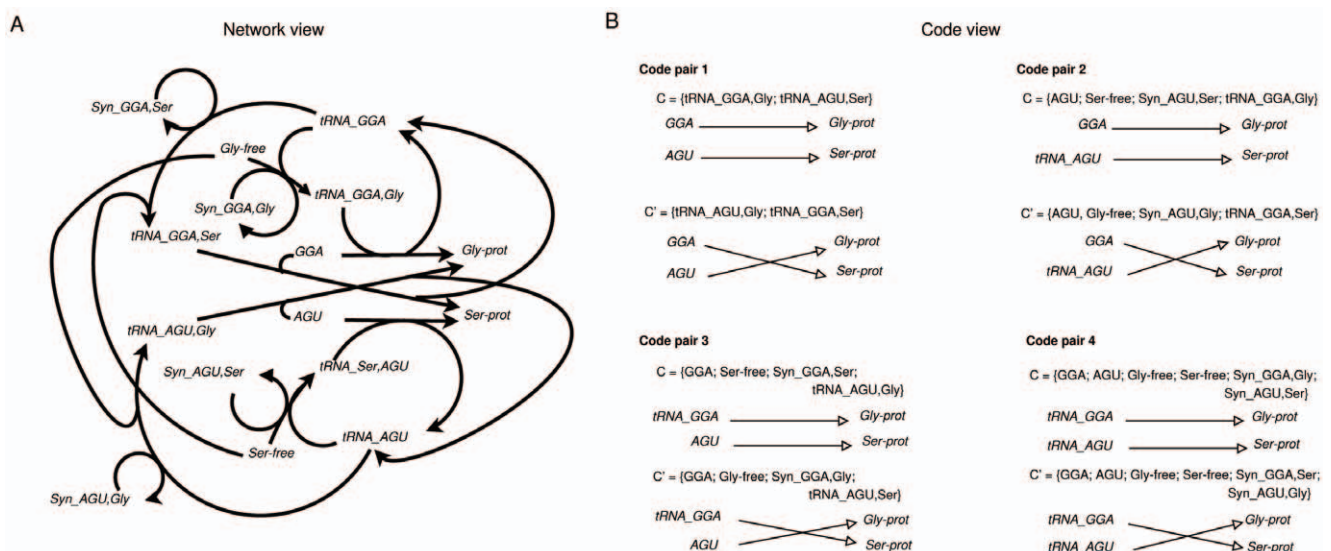 A
Network view
Syn_GGA,Ser
tRNA_GGA
Gly-free
tRNA_GGA,Gly
Syn_GGA,Gly
tRNA_GGA,Ser
GGA
Gly-prot
AGU
Ser-prot
tRNA_AGU,Gly
tRNA_Ser,AGU
Syn_AGU,Ser
tRNA_AGU
Ser-free
Syn_AGU,Gly
B
Code view
Code pair 1
C = {tRNA_GGA,Gly; tRNA_AGU,Ser}
GGA Gly-prot
AGU Ser-prot
C' = {tRNA_AGU,Gly; tRNA_GGA,Ser}
GGA Gly-prot
AGU Ser-prot
Code pair 2
C = {AGU; Ser-free; Syn_AGU,Ser; tRNA_GGA,Gly}
GGA Gly-prot
tRNA_AGU Ser-prot
C' = {AGU, Gly-free; Syn_AGU,Gly; tRNA_GGA,Ser}
GGA Gly-prot
tRNA_AGU Ser-prot
Code pair 3
C = {GGA; Ser-free; Syn_GGA,Ser;
tRNA_AGU,Gly}
tRNA_GGA Gly-prot
AGU Ser-prot
C' = {GGA; Gly-free; Syn_GGA,Gly;
tRNA_AGU,Ser}
tRNA_GGA Gly-prot
AGU Ser-prot
Code pair 4
C = {GGA; AGU; Gly-free; Ser-free; Syn_GGA,Gly;
Syn_AGU,Ser}
tRNA_GGA Gly-prot
tRNA_AGU Ser-prot
C' = {GGA; AGU; Gly-free; Ser-free; Syn_GGA,Ser;
Syn_AGU,Gly}
tRNA_GGA Gly-prot
tRNA_AGU Ser-prot